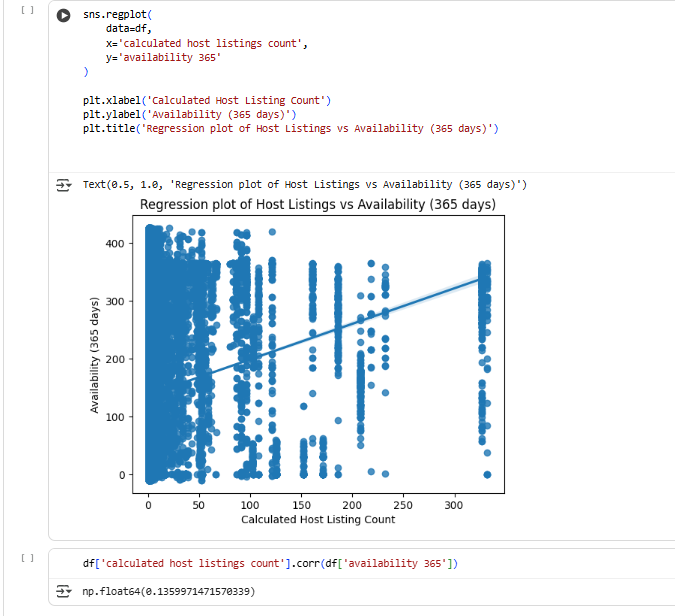 [ ]
sns.regplot(
data=df,
x='calculated host listings count',
y='availability 365'
)
plt.xlabel('Calculated Host Listing Count')
plt.ylabel('Availability (365 days)')
plt.title('Regression plot of Host Listings vs Availability (365 days)')
Text(0.5, 1.0, 'Regression plot of Host Listings vs Availability (365 days)')
Regression plot of Host Listings vs Availability (365 days)
400
300
200
100
0
Availability (365 days)
0 50 100 150 200 250 300
Calculated Host Listing Count
[ ]
df['calculated host listings count'].corr(df['availability 365'])
np.float64(0.1359971471570339)